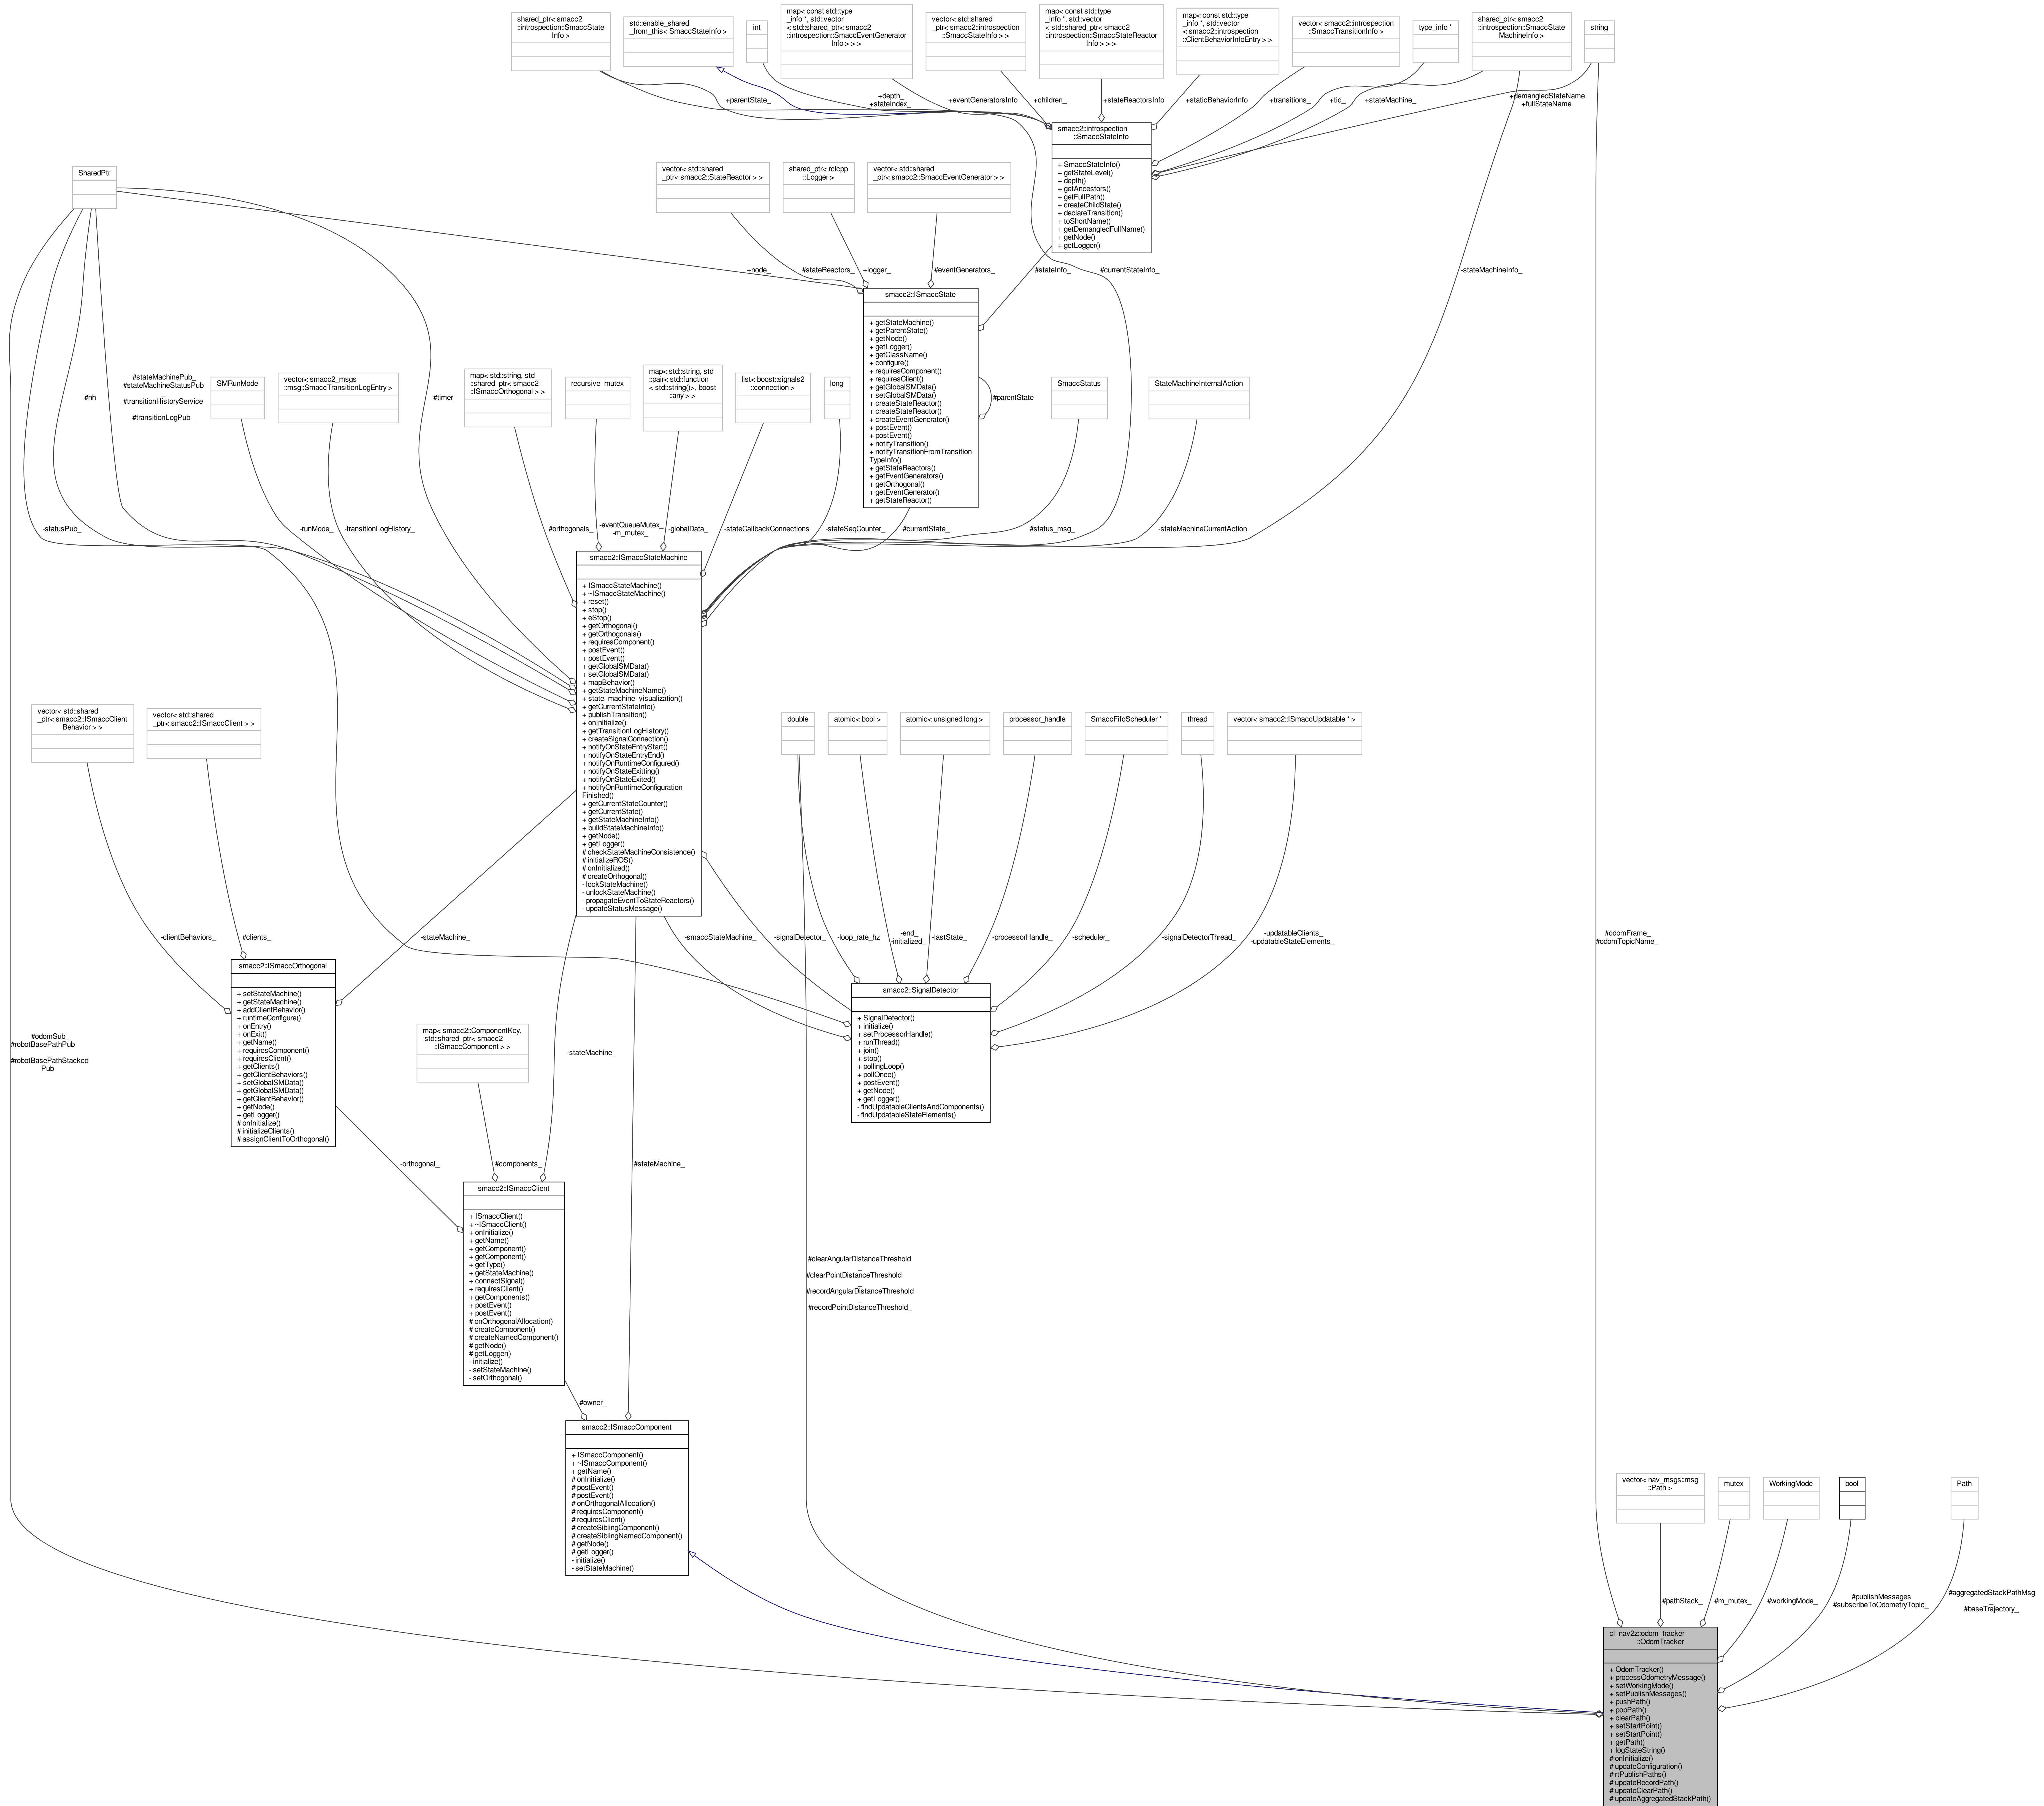 shared_ptr< smacc2
::introspection::SmaccState
Info >
std::enable_shared
_from_this< SmaccStateInfo >
int
map< const std::type
_info *, std::vector
< std::shared_ptr< smacc2
::introspection::SmaccEventGenerator
Info > > >
vector< std::shared
_ptr< smacc2::introspection
::SmaccStateInfo > >
map< const std::type
_info *, std::vector
< std::shared_ptr< smacc2
::introspection::SmaccStateReactor
Info > > >
map< const std::type
_info *, std::vector
< smacc2::introspection
::ClientBehaviorInfoEntry > >
vector< smacc2::introspection
::SmaccTransitionInfo >
type_info *
shared_ptr< smacc2
::introspection::SmaccState
MachineInfo >
string
+parentState_
+depth_
+stateIndex_
+eventGeneratorsInfo
+children_
+stateReactorsInfo
+staticBehaviorInfo
+transitions_
+tid_
+stateMachine_
+demangledStateName
+fullStateName
smacc2::introspection
::SmaccStateInfo
+ SmaccStateInfo()
+ getStateLevel()
+ depth()
+ getAncestors()
+ getFullPath()
+ createChildState()
+ declareTransition()
+ toShortName()
+ getDemangledFullName()
+ getNode()
+ getLogger()
SharedPtr
vector< std::shared
_ptr< smacc2::StateReactor > >
shared_ptr< rclcpp
::Logger >
vector< std::shared
_ptr< smacc2::SmaccEventGenerator > >
+node_
#stateReactors_
+logger_
#eventGenerators_
#stateInfo_
#currentStateInfo_
-stateMachineInfo_
smacc2::ISmaccState
+ getStateMachine()
+ getParentState()
+ getNode()
+ getLogger()
+ getClassName()
+ configure()
+ requiresComponent()
+ requiresClient()
+ getGlobalSMData()
+ setGlobalSMData()
+ createStateReactor()
+ createStateReactor()
+ createEventGenerator()
+ postEvent()
+ postEvent()
+ notifyTransition()
+ notifyTransitionFromTransition
TypeInfo()
+ getStateReactors()
+ getEventGenerators()
+ getOrthogonal()
+ getEventGenerator()
+ getStateReactor()
#parentState_
#nh_
#stateMachinePub_
#stateMachineStatusPub
_
#transitionHistoryService
_
#transitionLogPub_
SMRunMode
vector< smacc2_msgs
::msg::SmaccTransitionLogEntry >
#timer_
map< std::string, std
::shared_ptr< smacc2
::ISmaccOrthogonal > >
recursive_mutex
map< std::string, std
::pair< std::function
< std::string()>, boost
::any > >
list< boost::signals2
::connection >
long
SmaccStatus
StateMachineInternalAction
-statusPub_
-runMode_
-transitionLogHistory_
#orthogonals_
-eventQueueMutex_
-m_mutex_
-globalData_
-stateCallbackConnections
-stateSeqCounter_
#currentState_
#status_msg_
-stateMachineCurrentAction
smacc2::ISmaccStateMachine
+ ISmaccStateMachine()
+ ~ISmaccStateMachine()
+ reset()
+ stop()
+ eStop()
+ getOrthogonal()
+ getOrthogonals()
+ requiresComponent()
+ postEvent()
+ postEvent()
+ getGlobalSMData()
+ setGlobalSMData()
+ mapBehavior()
+ getStateMachineName()
+ state_machine_visualization()
+ getCurrentStateInfo()
+ publishTransition()
+ onInitialize()
+ getTransitionLogHistory()
+ createSignalConnection()
+ notifyOnStateEntryStart()
+ notifyOnStateEntryEnd()
+ notifyOnRuntimeConfigured()
+ notifyOnStateExitting()
+ notifyOnStateExited()
+ notifyOnRuntimeConfiguration
Finished()
+ getCurrentStateCounter()
+ getCurrentState()
+ getStateMachineInfo()
+ buildStateMachineInfo()
+ getNode()
+ getLogger()
# checkStateMachineConsistence()
# initializeROS()
# onInitialized()
# createOrthogonal()
- lockStateMachine()
- unlockStateMachine()
- propagateEventToStateReactors()
- updateStatusMessage()
vector< std::shared
_ptr< smacc2::ISmaccClient
Behavior > >
vector< std::shared
_ptr< smacc2::ISmaccClient > >
double
atomic< bool >
atomic< unsigned long >
processor_handle
SmaccFifoScheduler *
thread
vector< smacc2::ISmaccUpdatable * >
-clientBehaviors_
#clients_
-stateMachine_
-smaccStateMachine_
-signalDetector_
-loop_rate_hz
-end_
-initialized_
-lastState_
-processorHandle_
-scheduler_
-signalDetectorThread_
-updatableClients_
-updatableStateElements_
#odomFrame_
#odomTopicName_
smacc2::ISmaccOrthogonal
+ setStateMachine()
+ getStateMachine()
+ addClientBehavior()
+ runtimeConfigure()
+ onEntry()
+ onExit()
+ getName()
+ requiresComponent()
+ requiresClient()
+ getClients()
+ getClientBehaviors()
+ setGlobalSMData()
+ getGlobalSMData()
+ getClientBehavior()
+ getNode()
+ getLogger()
# onInitialize()
# initializeClients()
# assignClientToOrthogonal()
smacc2::SignalDetector
+ SignalDetector()
+ initialize()
+ setProcessorHandle()
+ runThread()
+ join()
+ stop()
+ pollingLoop()
+ pollOnce()
+ postEvent()
+ getNode()
+ getLogger()
- findUpdatableClientsAndComponents()
- findUpdatableStateElements()
#odomSub_
#robotBasePathPub
_
#robotBasePathStacked
Pub_
map< smacc2::ComponentKey,
std::shared_ptr< smacc2
::ISmaccComponent > >
-stateMachine_
-orthogonal_
#components_
#stateMachine_
smacc2::ISmaccClient
+ ISmaccClient()
+ ~ISmaccClient()
+ onInitialize()
+ getName()
+ getComponent()
+ getComponent()
+ getType()
+ getStateMachine()
+ connectSignal()
+ requiresClient()
+ getComponents()
+ postEvent()
+ postEvent()
# onOrthogonalAllocation()
# createComponent()
# createNamedComponent()
# getNode()
# getLogger()
- initialize()
- setStateMachine()
- setOrthogonal()
#clearAngularDistanceThreshold
_
#clearPointDistanceThreshold
_
#recordAngularDistanceThreshold
_
#recordPointDistanceThreshold_
#owner_
smacc2::ISmaccComponent
+ ISmaccComponent()
+ ~ISmaccComponent()
+ getName()
# onInitialize()
# postEvent()
# postEvent()
# onOrthogonalAllocation()
# requiresComponent()
# requiresClient()
# createSiblingComponent()
# createSiblingNamedComponent()
# getNode()
# getLogger()
- initialize()
- setStateMachine()
vector< nav_msgs::msg
::Path >
mutex
WorkingMode
bool
Path
#pathStack_
#m_mutex_
#workingMode_
#publishMessages
#subscribeToOdometryTopic_
#aggregatedStackPathMsg
_
#baseTrajectory_
cl_nav2z::odom_tracker
::OdomTracker
+ OdomTracker()
+ processOdometryMessage()
+ setWorkingMode()
+ setPublishMessages()
+ pushPath()
+ popPath()
+ clearPath()
+ setStartPoint()
+ setStartPoint()
+ getPath()
+ logStateString()
# onInitialize()
# updateConfiguration()
# rtPublishPaths()
# updateRecordPath()
# updateClearPath()
# updateAggregatedStackPath()